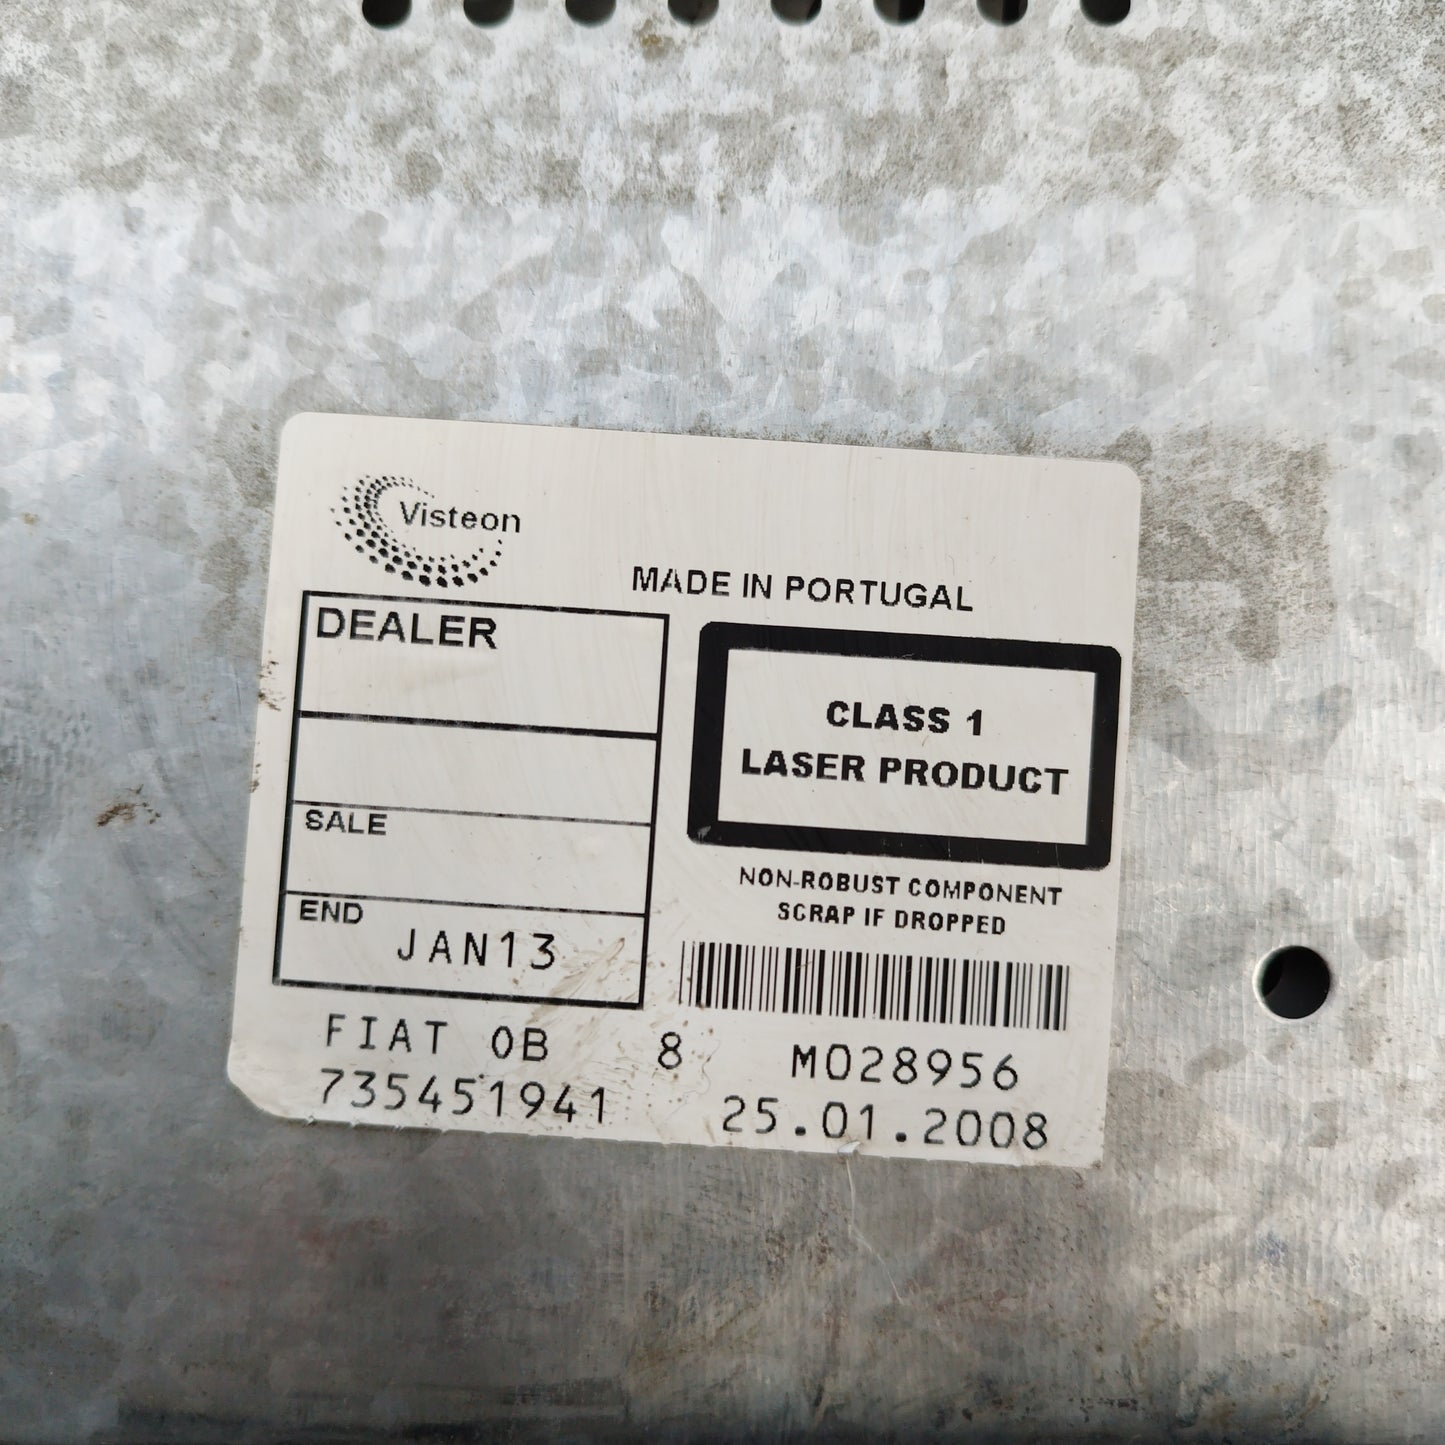 Visteon
MADE IN PORTUGAL
DEALER
CLASS 1
LASER PRODUCT
SALE
NON-ROBUST COMPONENT
SCRAP IF DROPPED
END
JAN13
FIAT 0B 8 M028956
735451941 25.01.2008